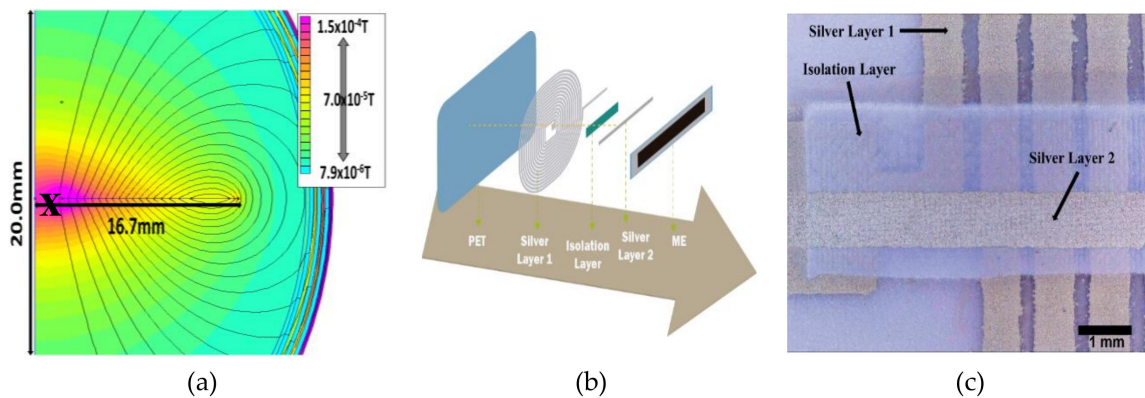 1.5x10⁻⁴T
7.0x10⁻⁵T
7.9x10⁻⁶T
20.0mm
X
16.7mm
(a)
PET
Silver
Layer 1
Isolation
Layer
Silver
Layer 2
ME
(b)
Silver Layer 1
Isolation Layer
Silver Layer 2
1 mm
(c)